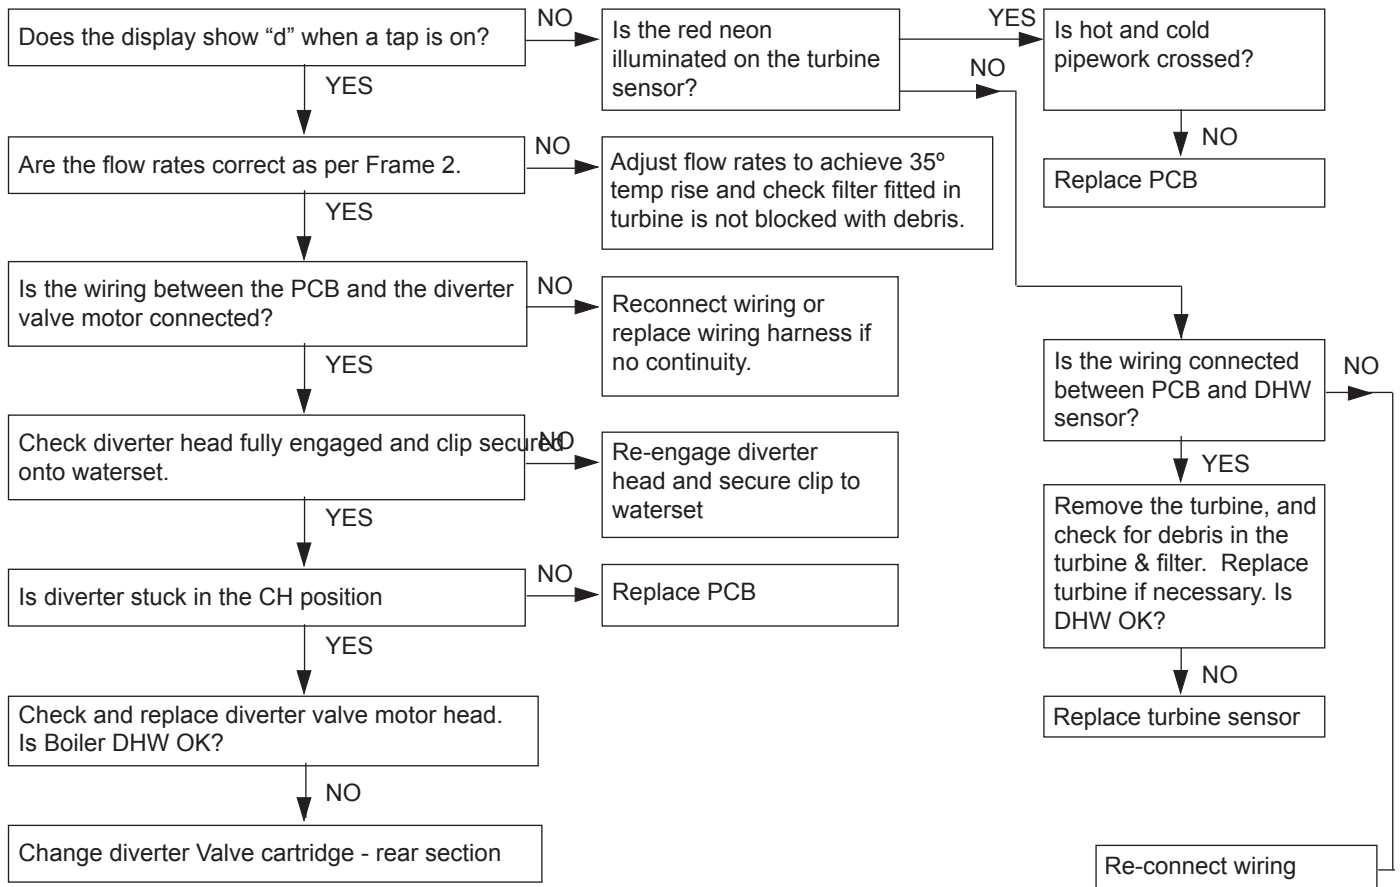 Does the display show “d” when a tap is on?
NO
Is the red neon
illuminated on the turbine
sensor?
YES
Is hot and cold
pipework crossed?
NO
YES
NO
Replace PCB
Are the flow rates correct as per Frame 2.
NO
Adjust flow rates to achieve 35º
temp rise and check filter fitted in
turbine is not blocked with debris.
YES
Is the wiring between the PCB and the diverter
valve motor connected?
NO
Reconnect wiring or
replace wiring harness if
no continuity.
YES
Is the wiring connected
between PCB and DHW
sensor?
NO
Check diverter head fully engaged and clip secured
onto waterset.
NO
Re-engage diverter
head and secure clip to
waterset
YES
YES
Remove the turbine, and
check for debris in the
turbine & filter.  Replace
turbine if necessary. Is
DHW OK?
Is diverter stuck in the CH position
NO
Replace PCB
YES
NO
Replace turbine sensor
Check and replace diverter valve motor head.
Is Boiler DHW OK?
NO
Change diverter Valve cartridge - rear section
Re-connect wiring